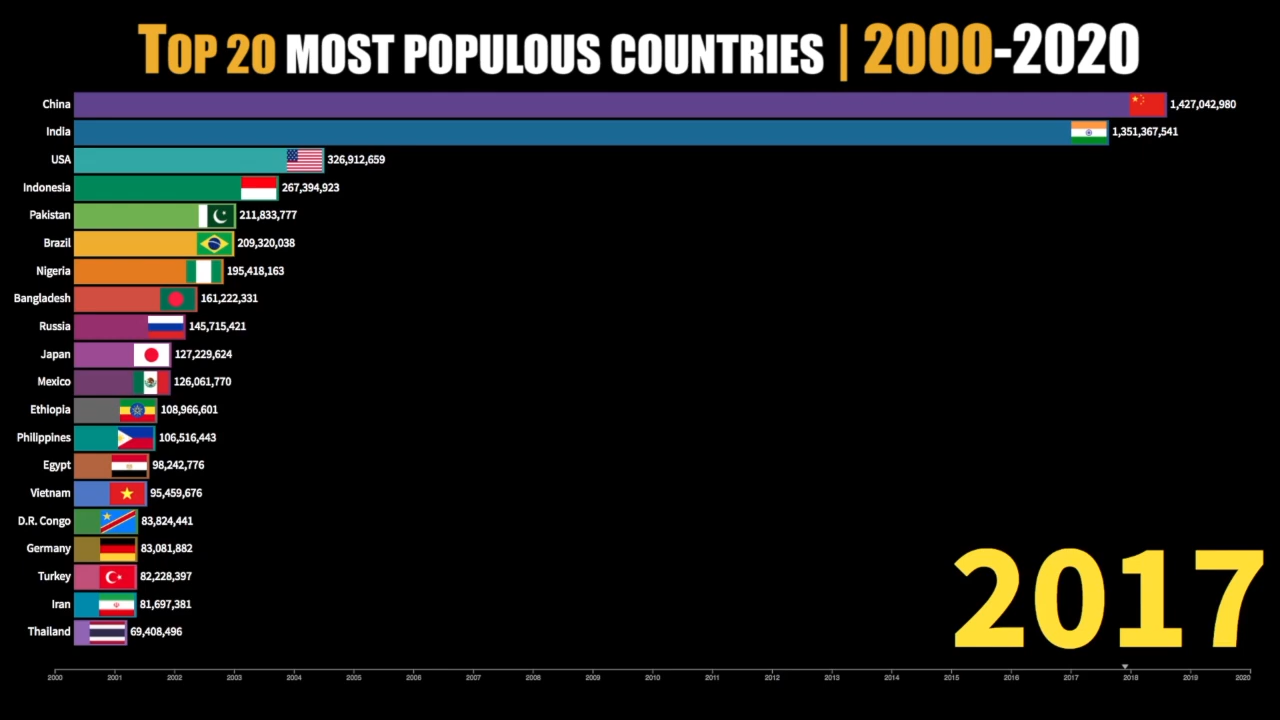 TOP 20 MOST POPULOUS COUNTRIES | 2000-2020
China 1,427,042,980
India 1,351,367,541
USA 326,912,659
Indonesia 267,394,923
Pakistan 211,833,777
Brazil 209,320,038
Nigeria 195,418,163
Bangladesh 161,222,331
Russia 145,715,421
Japan 127,229,624
Mexico 126,061,770
Ethiopia 108,966,601
Philippines 106,516,443
Egypt 98,242,776
Vietnam 95,459,676
D.R. Congo 83,824,441
Germany 83,081,882
Turkey 82,228,397
Iran 81,697,381
Thailand 69,408,496
2017
2000 2001 2002 2003 2004 2005 2006 2007 2008 2009 2010 2011 2012 2013 2014 2015 2016 2017 2018 2019 2020